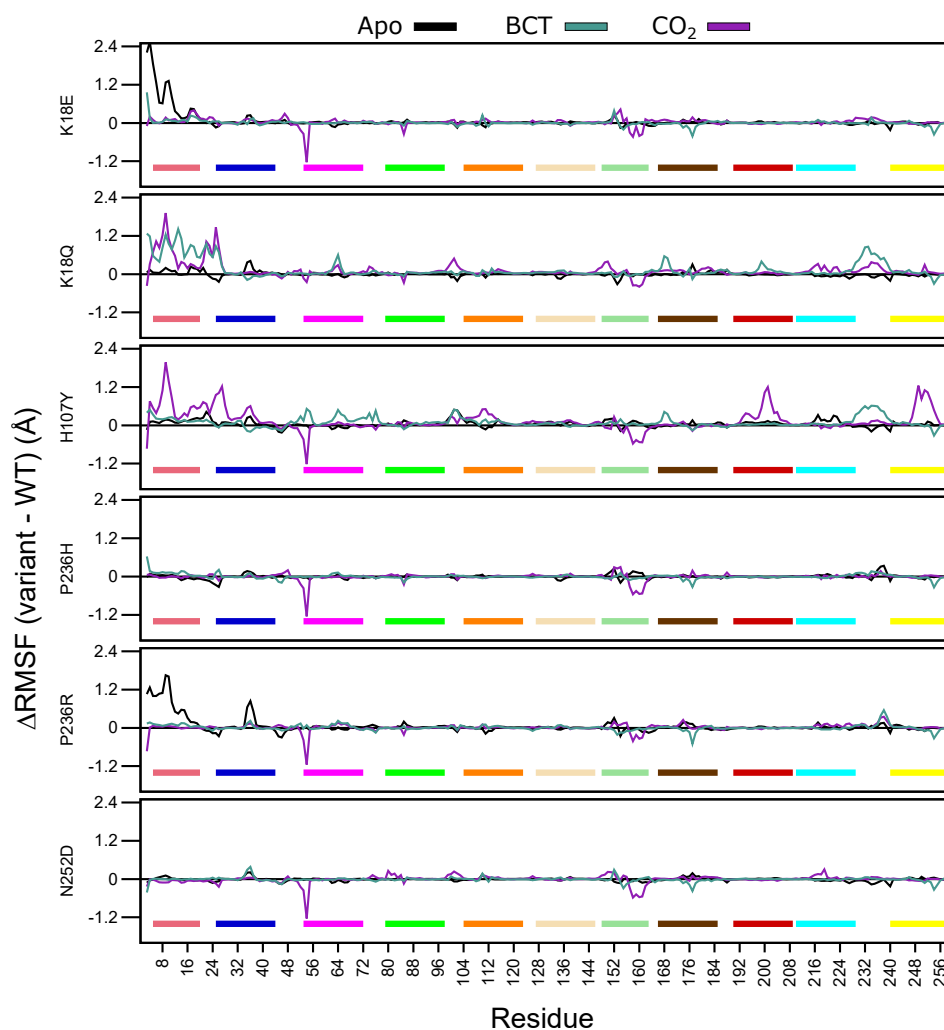 Apo BCT CO₂
2.4
1.2
0
-1.2
K18E
2.4
1.2
0
-1.2
K18Q
2.4
1.2
0
-1.2
H107Y
2.4
1.2
0
-1.2
P236H
2.4
1.2
0
-1.2
P236R
2.4
1.2
0
-1.2
N252D
ΔRMSF (variant - WT) (Å)
8 16 24 32 40 48 56 64 72 80 88 96 104 112 120 128 136 144 152 160 168 176 184 192 200 208 216 224 232 240 248 256
Residue